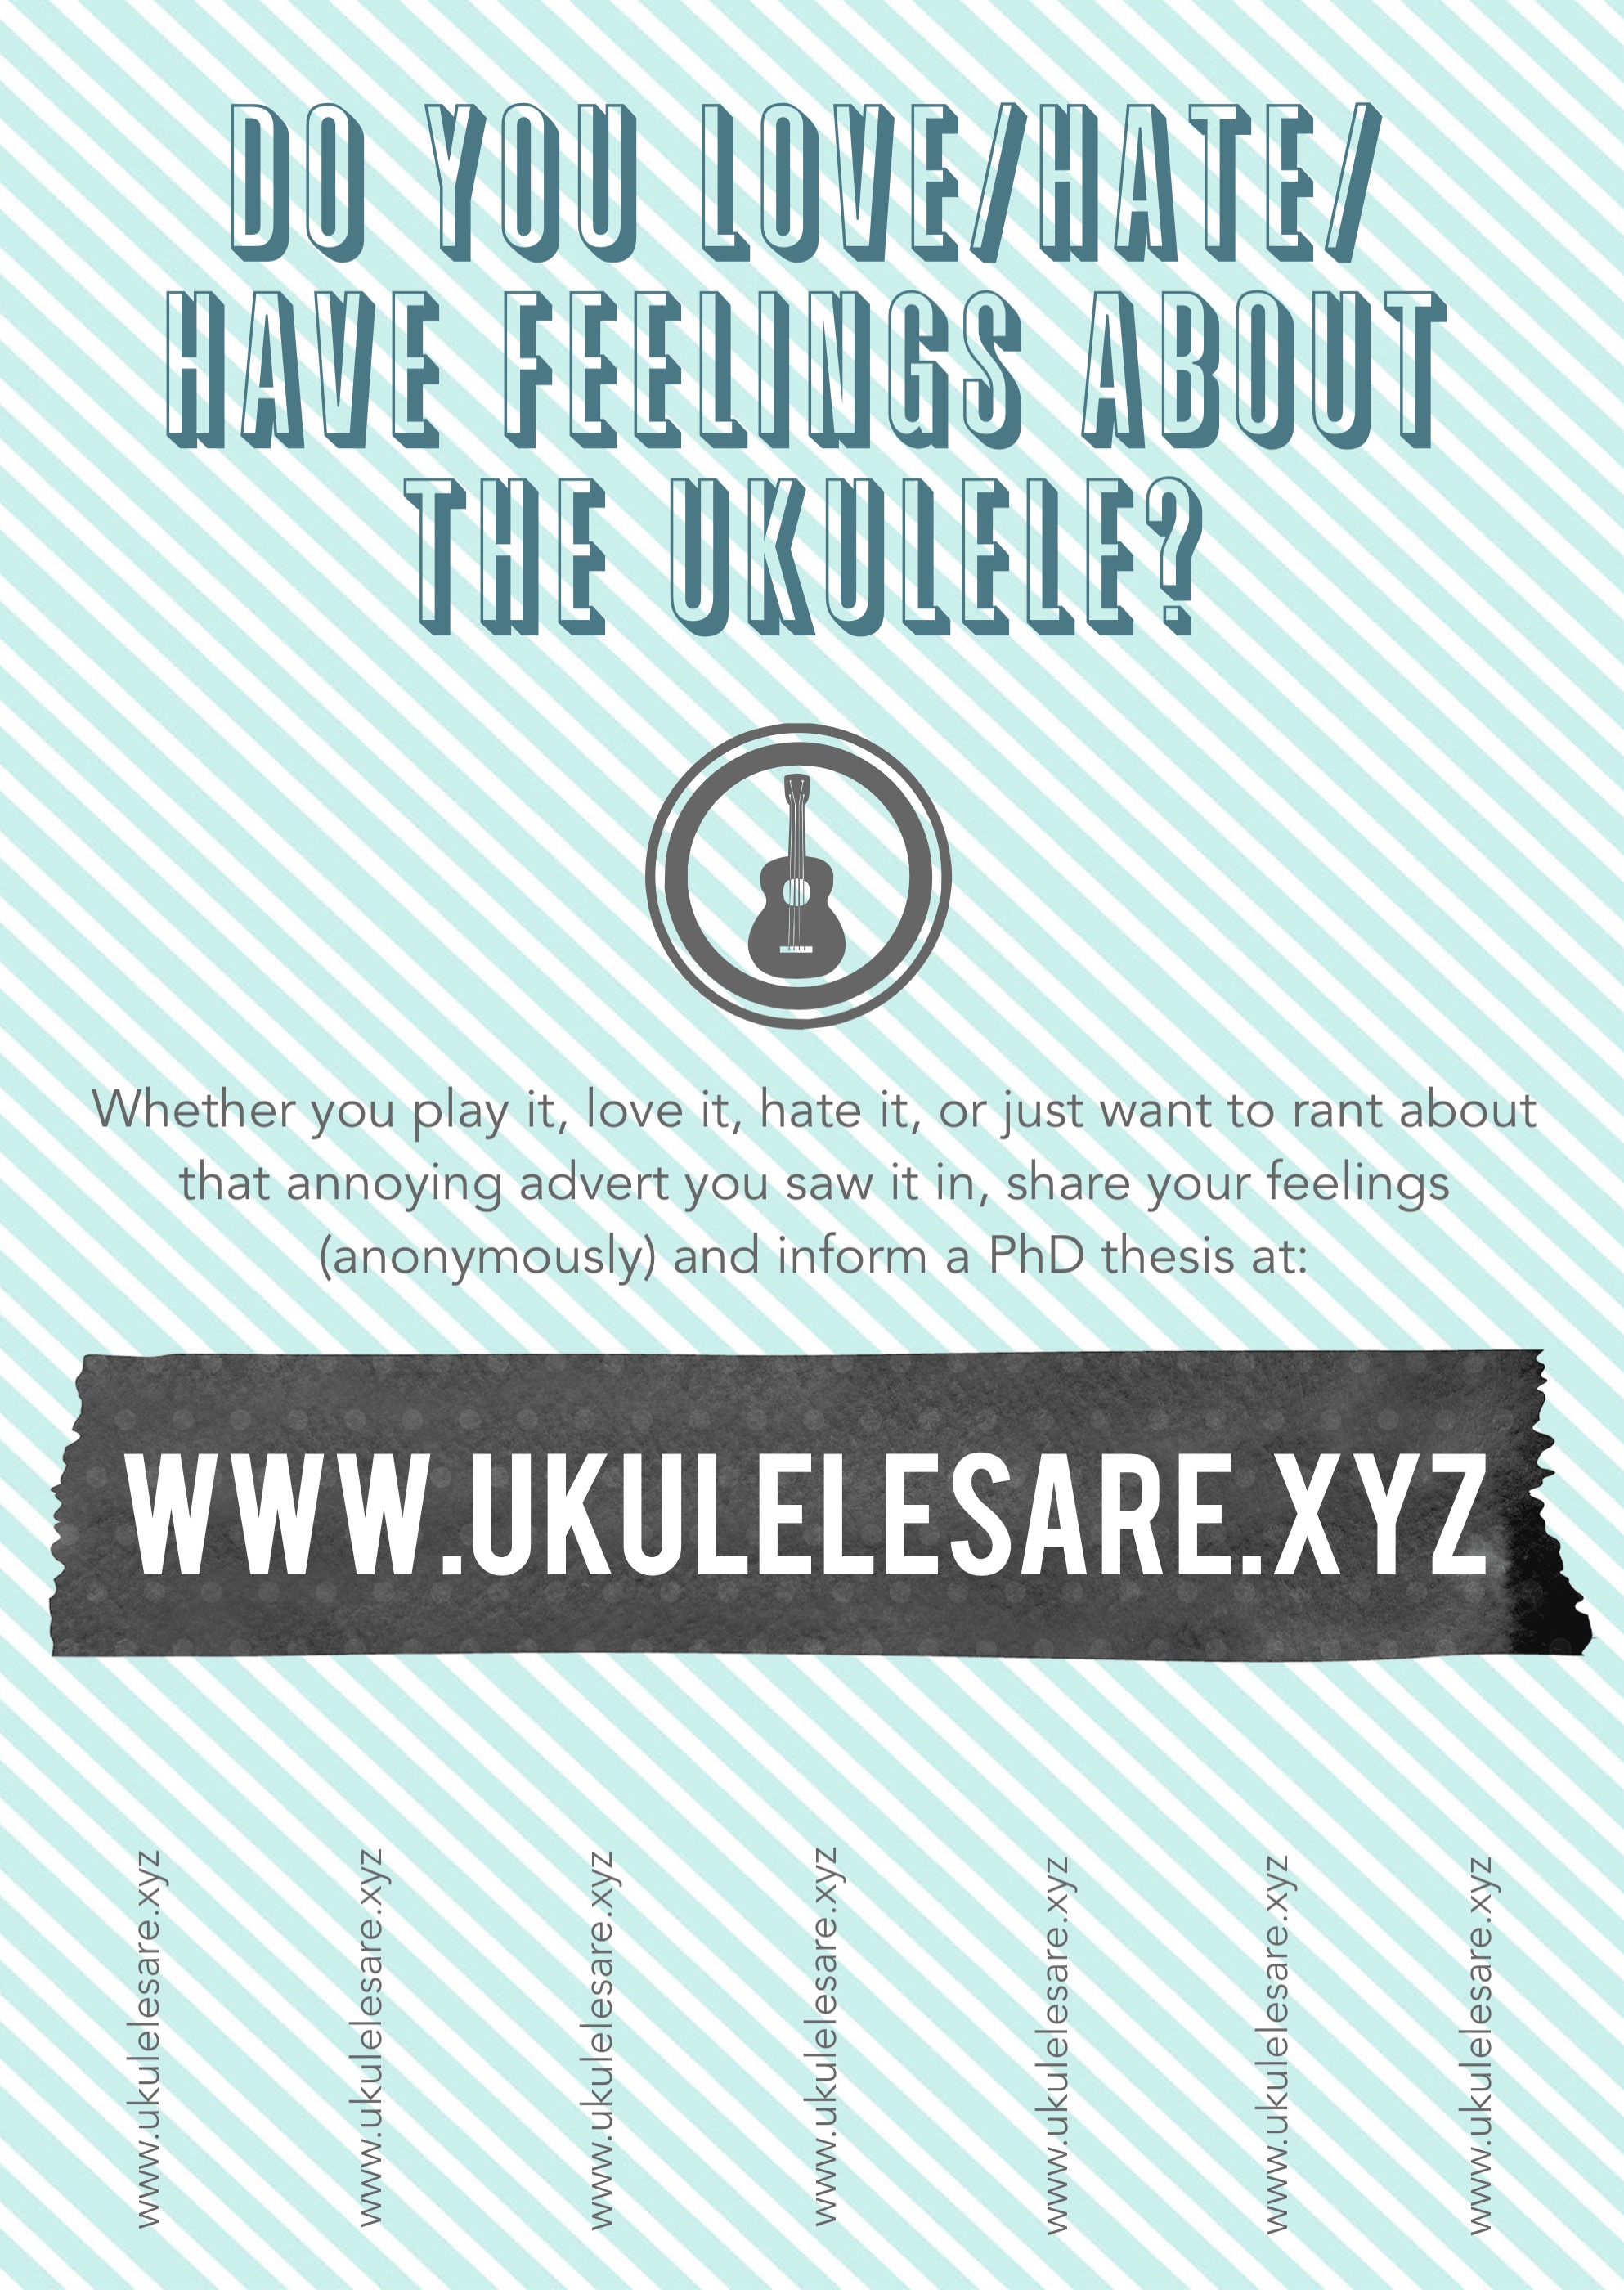 DO YOU LOVE/HATE/
HAVE FEELINGS ABOUT
THE UKULELE?
Whether you play it, love it, hate it, or just want to rant about
that annoying advert you saw it in, share your feelings
(anonymously) and inform a PhD thesis at:
WWW.UKULELESARE.XYZ
www.ukulelesare.xyz
www.ukulelesare.xyz
www.ukulelesare.xyz
www.ukulelesare.xyz
www.ukulelesare.xyz
www.ukulelesare.xyz
www.ukulelesare.xyz